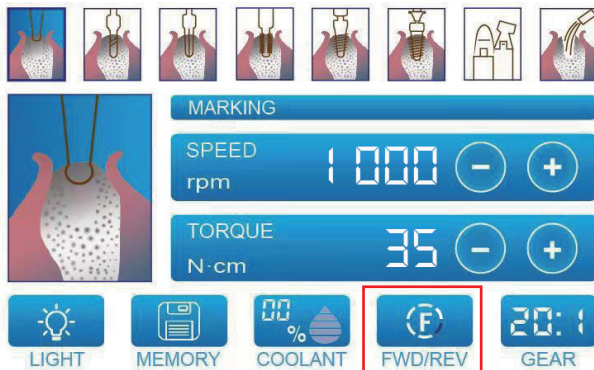 MARKING
SPEED
rpm
1000
TORQUE
N·cm
35
00
%
F
20:1
LIGHT
MEMORY
COOLANT
FWD/REV
GEAR